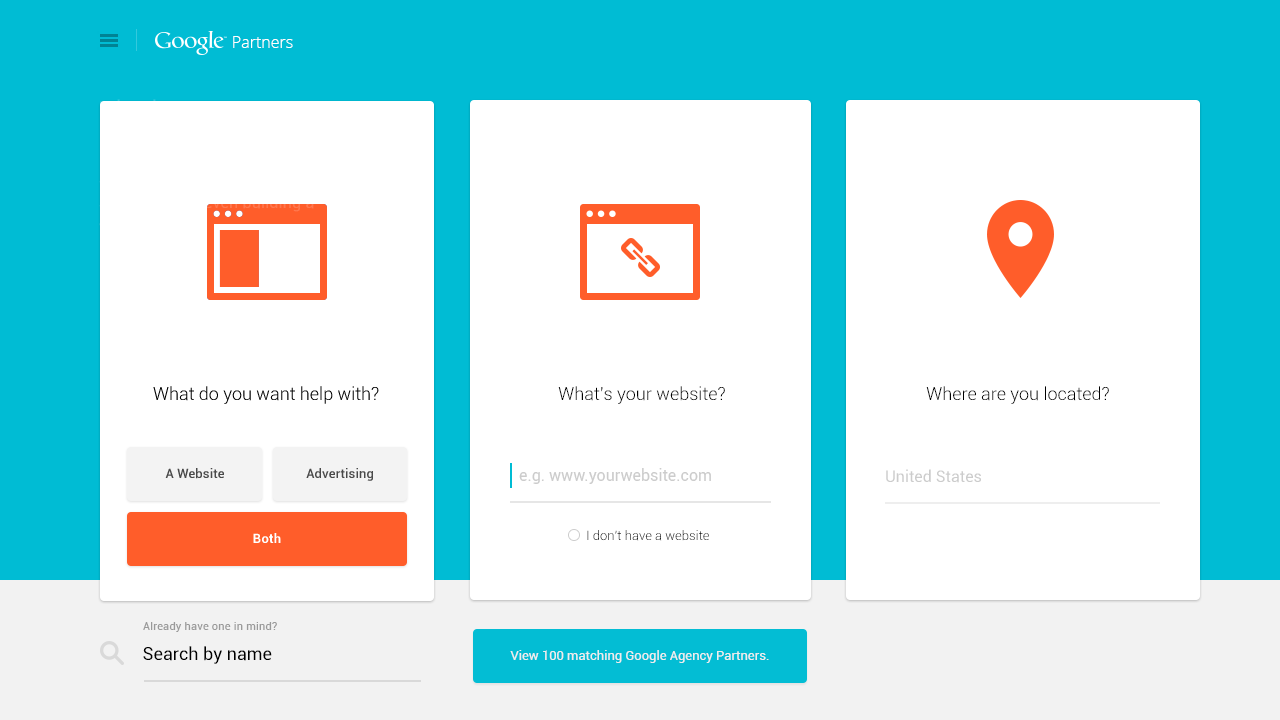 Google Partners
ven building a
What do you want help with?
A Website
Advertising
Both
What's your website?
e.g. www.yourwebsite.com
I don't have a website
Where are you located?
United States
Already have one in mind?
Search by name
View 100 matching Google Agency Partners.